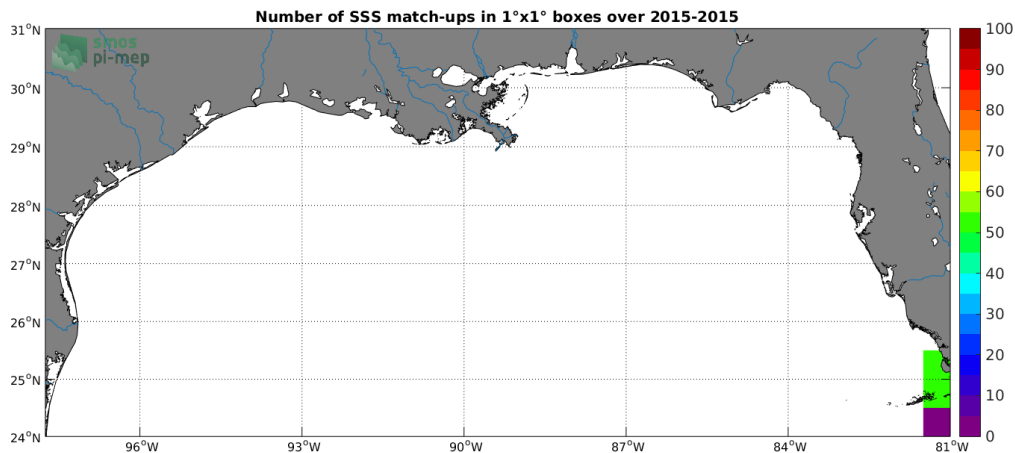 Number of SSS match-ups in 1°x1° boxes over 2015-2015
smos
pi-mep
31°N
30°N
29°N
28°N
27°N
26°N
25°N
24°N
96°W
93°W
90°W
87°W
84°W
81°W
100
90
80
70
60
50
40
30
20
10
0